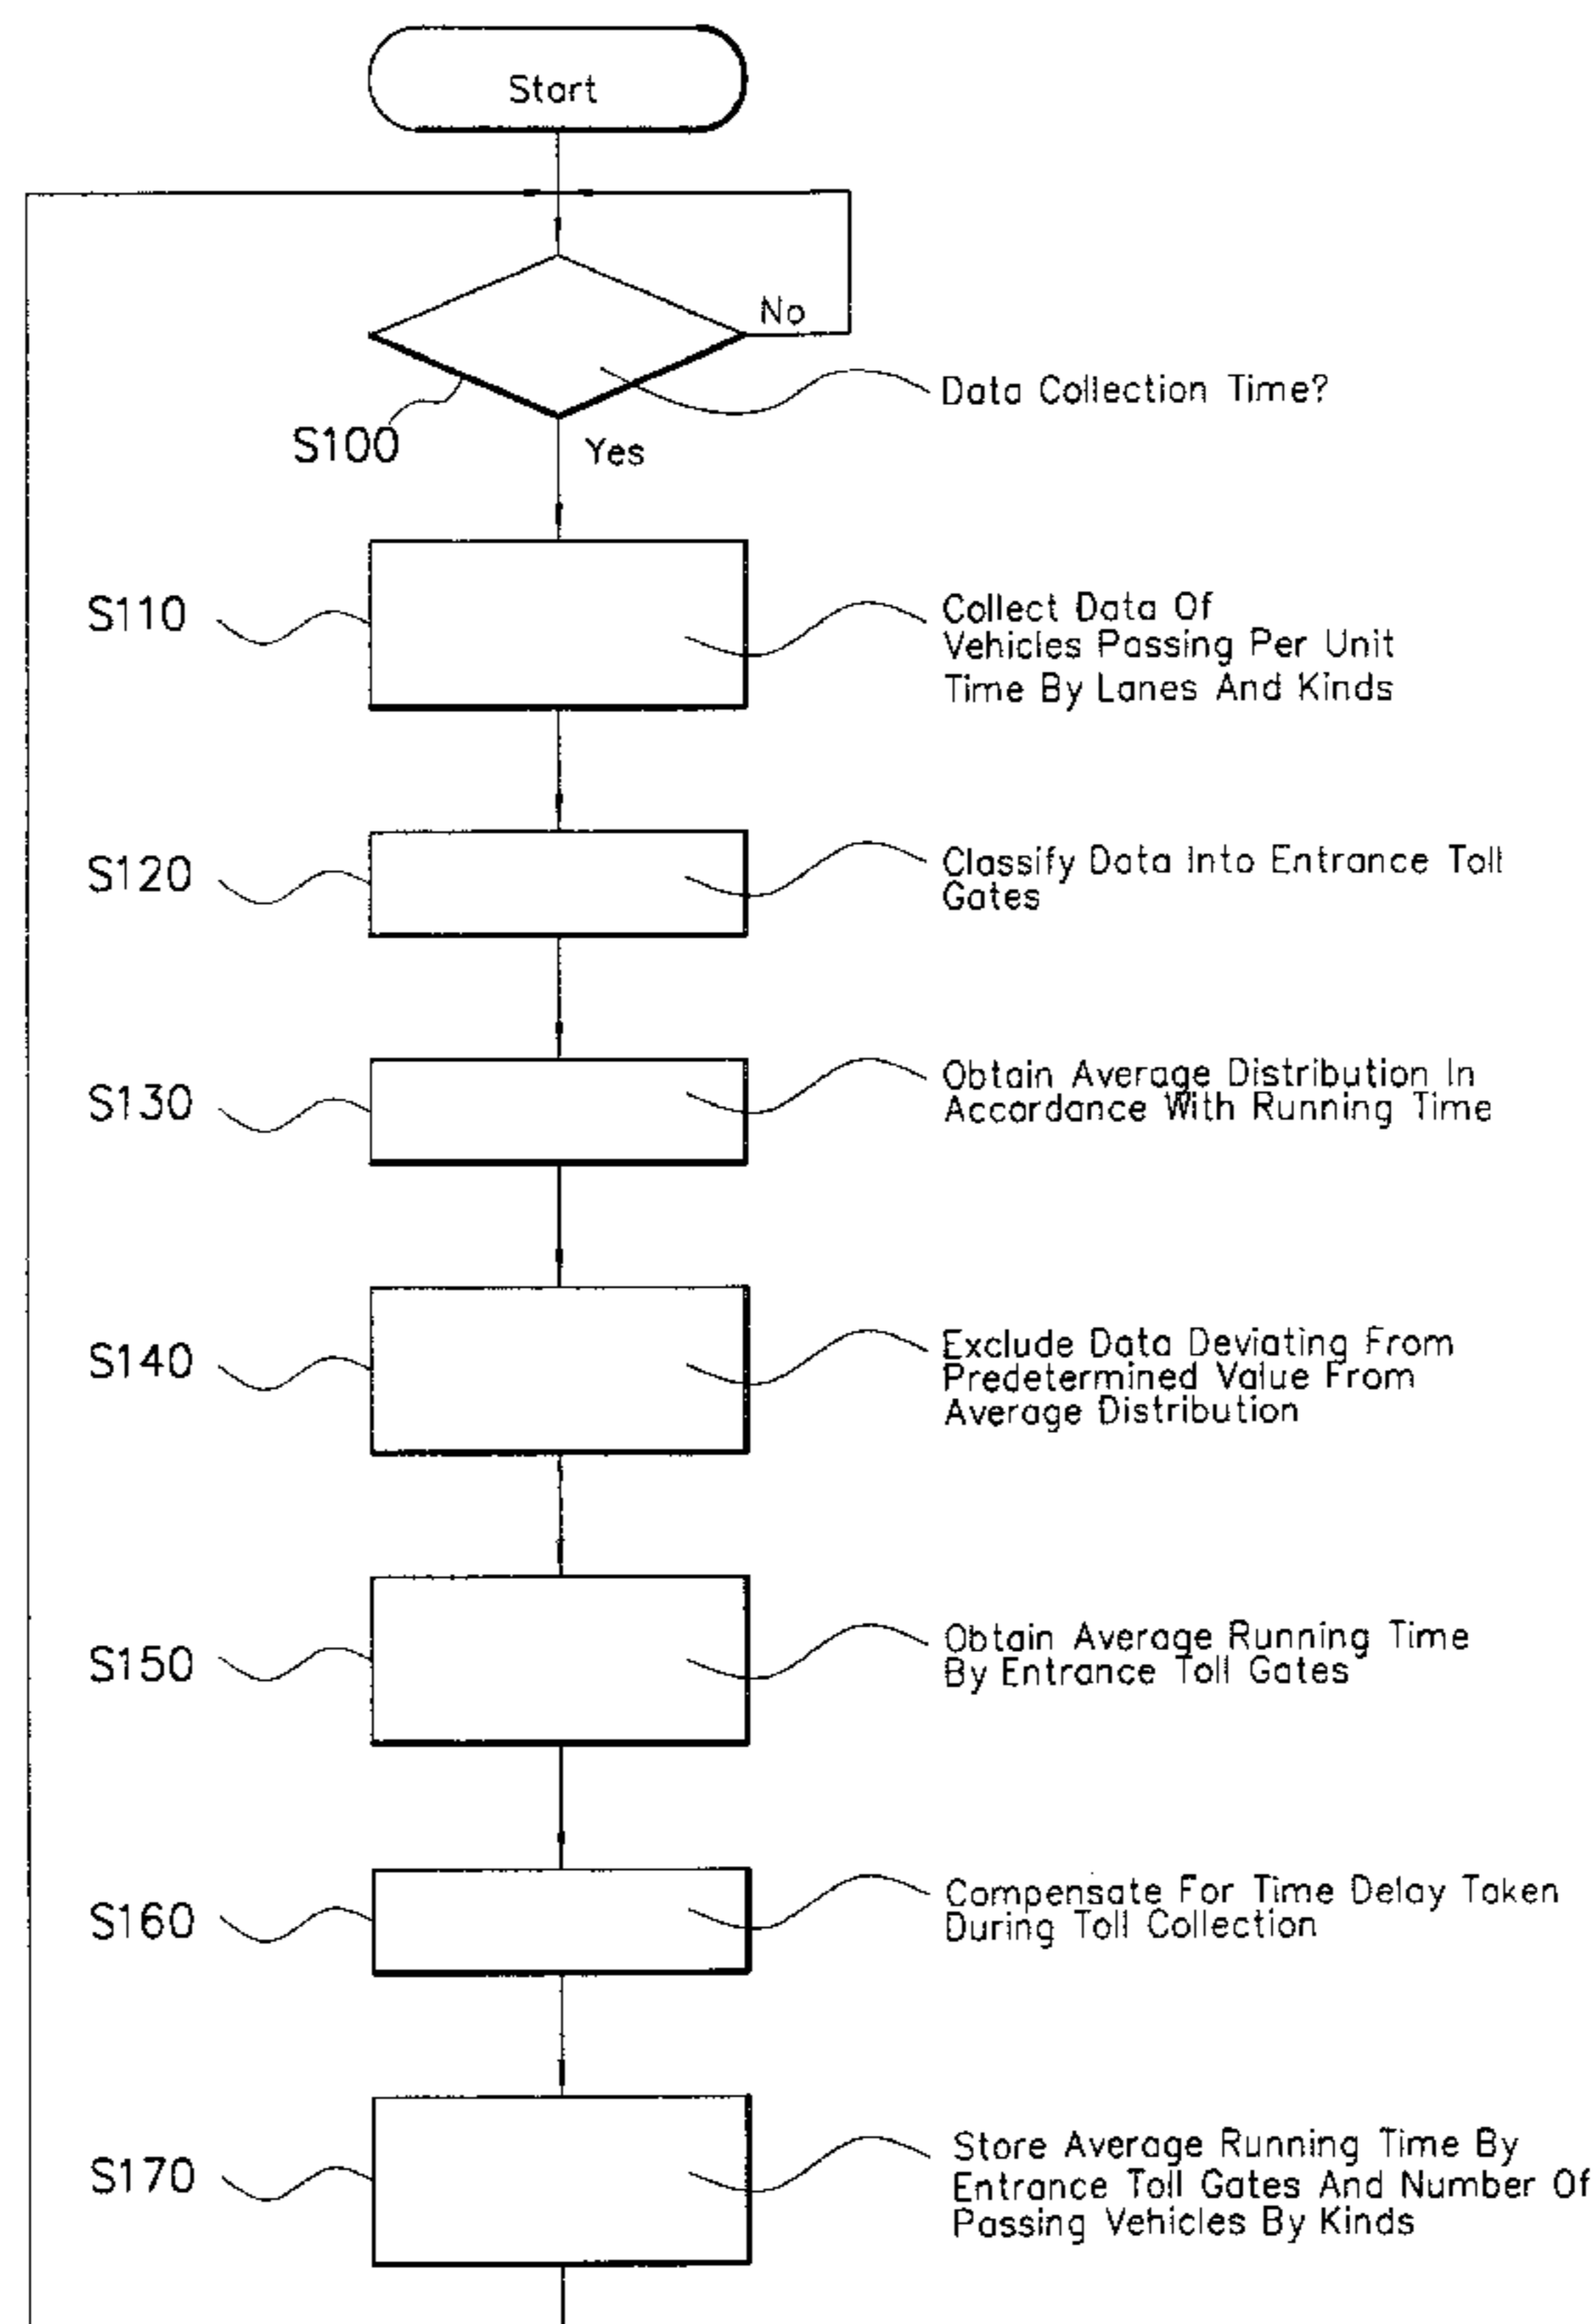 Start
No
Data Collection Time?
S100
Yes
S110
Collect Data Of
Vehicles Passing Per Unit
Time By Lanes And Kinds
S120
Classify Data Into Entrance Toll
Gates
S130
Obtain Average Distribution In
Accordance With Running Time
S140
Exclude Data Deviating From
Predetermined Value From
Average Distribution
S150
Obtain Average Running Time
By Entrance Toll Gates
S160
Compensate For Time Delay Taken
During Toll Collection
S170
Store Average Running Time By
Entrance Toll Gates And Number Of
Passing Vehicles By Kinds